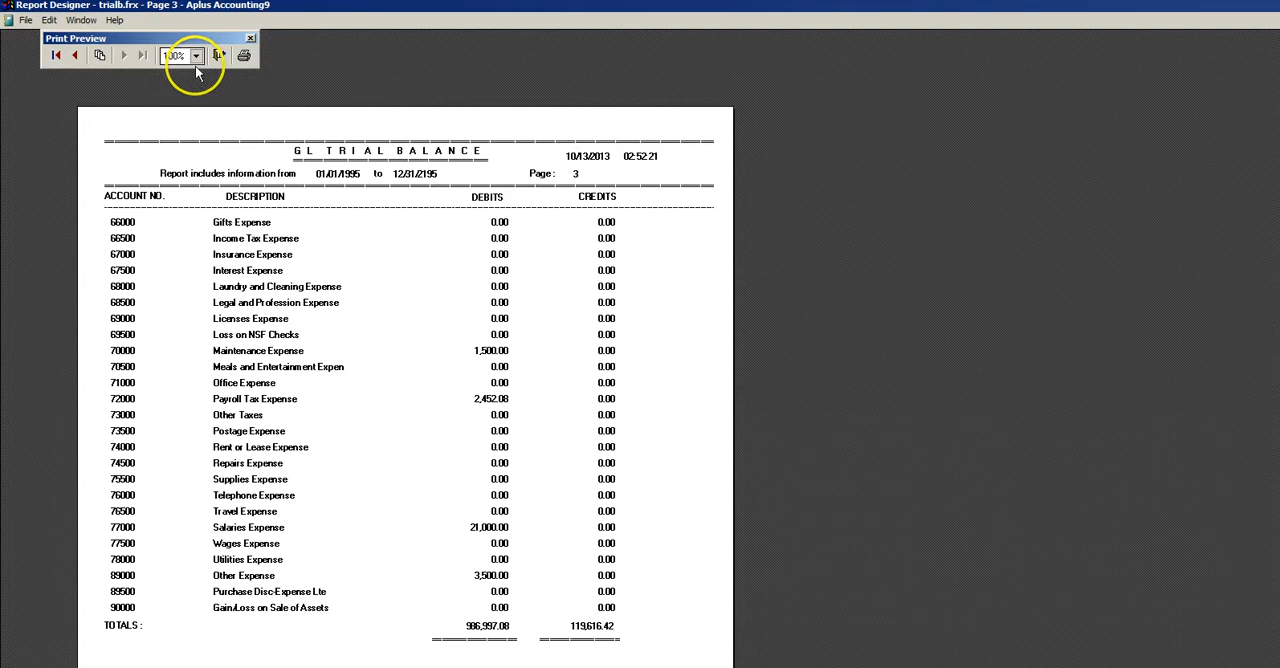 Report Designer - trialb.frx - Page 3 - Aplus Accounting9
File Edit Window Help
Print Preview
100%
GL TRIAL BALANCE
10/13/2013 02:52:21
Report includes information from 01/01/1995 to 12/31/2195 Page: 3
ACCOUNT NO. DESCRIPTION DEBITS CREDITS
66000 Gifts Expense 0.00 0.00
66500 Income Tax Expense 0.00 0.00
67000 Insurance Expense 0.00 0.00
67500 Interest Expense 0.00 0.00
68000 Laundry and Cleaning Expense 0.00 0.00
68500 Legal and Profession Expense 0.00 0.00
69000 Licenses Expense 0.00 0.00
69500 Loss on NSF Checks 0.00 0.00
70000 Maintenance Expense 1,500.00 0.00
70500 Meals and Entertainment Expen 0.00 0.00
71000 Office Expense 0.00 0.00
72000 Payroll Tax Expense 2,452.08 0.00
73000 Other Taxes 0.00 0.00
73500 Postage Expense 0.00 0.00
74000 Rent or Lease Expense 0.00 0.00
74500 Repairs Expense 0.00 0.00
75500 Supplies Expense 0.00 0.00
76000 Telephone Expense 0.00 0.00
76500 Travel Expense 0.00 0.00
77000 Salaries Expense 21,000.00 0.00
77500 Wages Expense 0.00 0.00
78000 Utilities Expense 0.00 0.00
89000 Other Expense 3,500.00 0.00
89500 Purchase Disc-Expense Lte 0.00 0.00
90000 Gain/Loss on Sale of Assets 0.00 0.00
TOTALS: 986,997.08 119,616.42